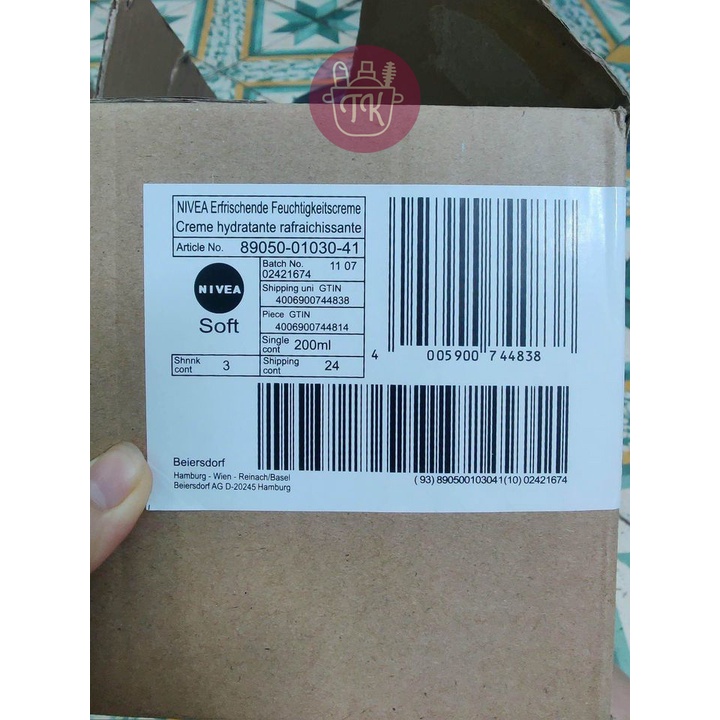 TK
NIVEA Erfrischende Feuchtigkeitscreme
Creme hydratante rafraichissante
Article No. 89050-01030-41
NIVEA
Soft
Batch No. 11 07
02421674
Shipping uni GTIN
4006900744838
Piece GTIN
4006900744814
Single cont 200ml
Shnnk cont 3
Shipping cont 24
4 005900 744838
Beiersdorf
Hamburg - Wien - Reinach/Basel
Beiersdorf AG D-20245 Hamburg
(93) 890500103041(10) 02421674